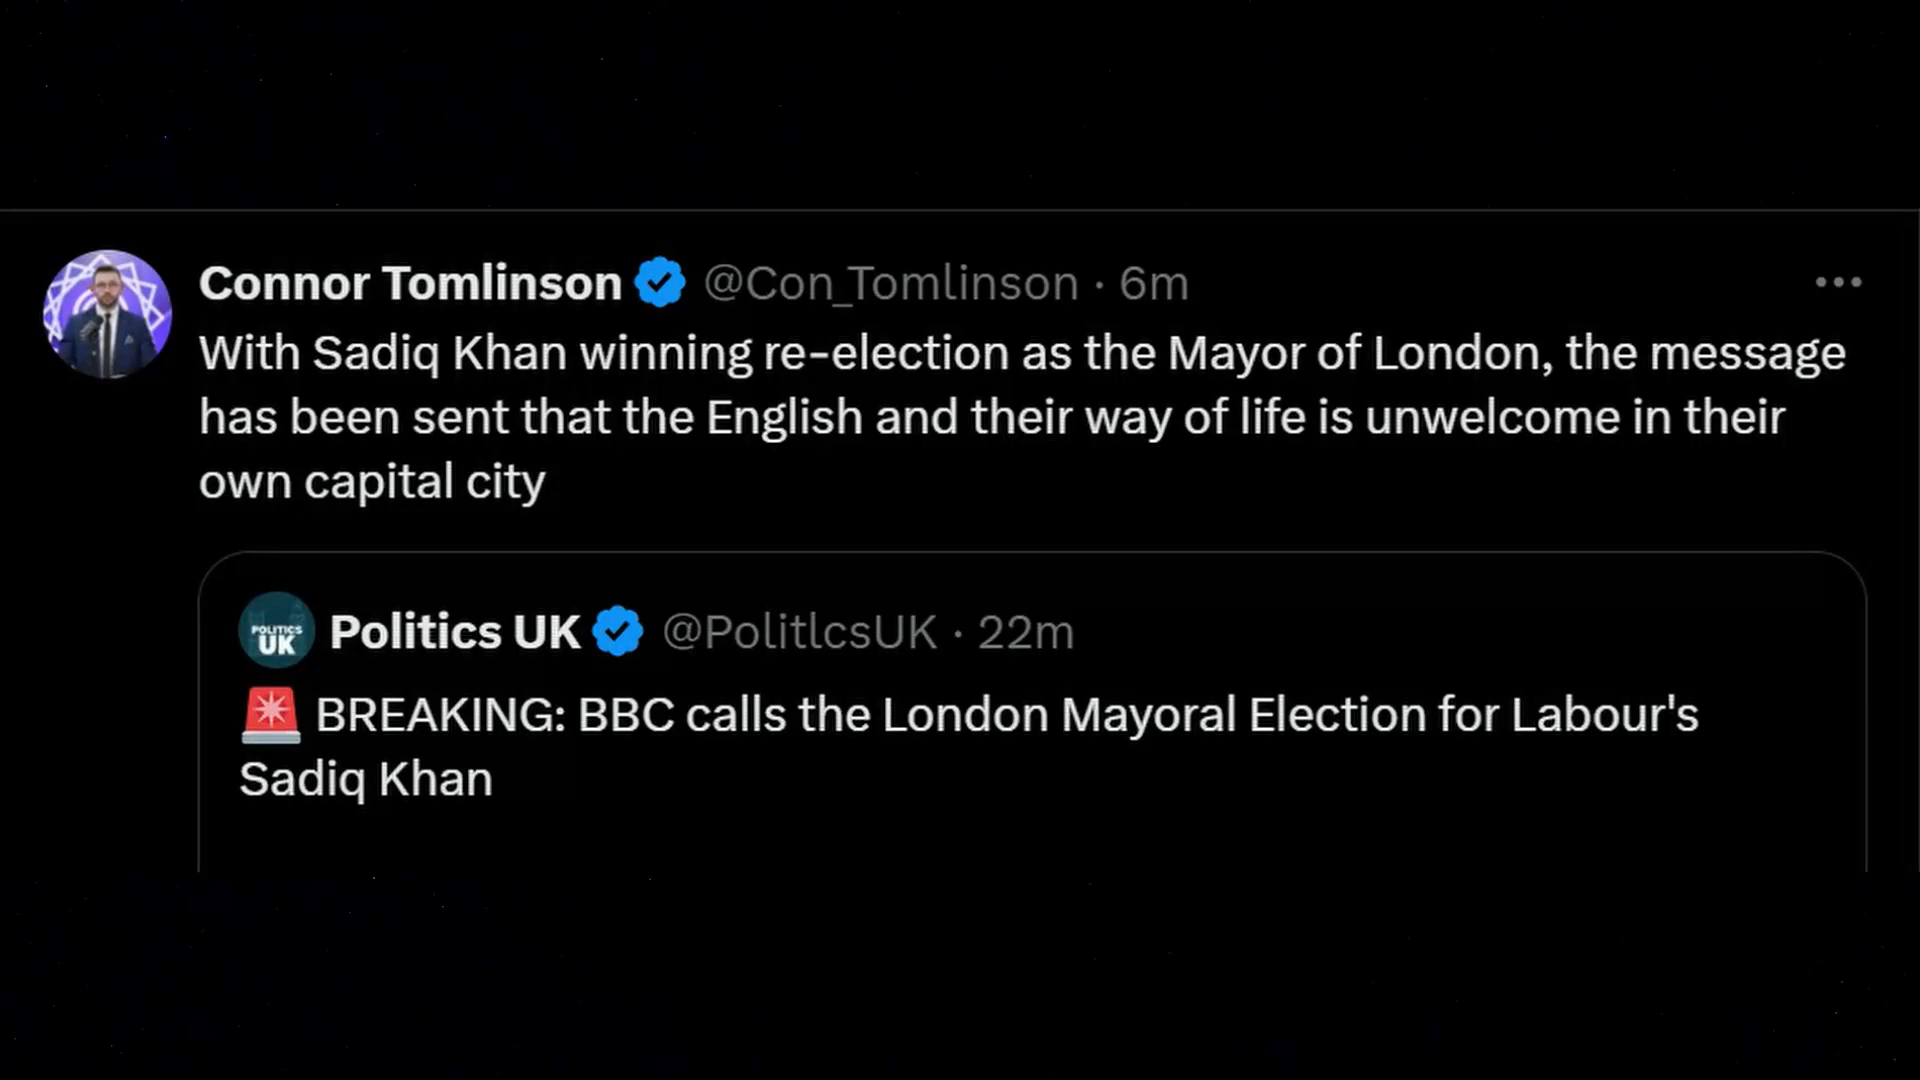 Connor Tomlinson @Con_Tomlinson · 6m
With Sadiq Khan winning re-election as the Mayor of London, the message
has been sent that the English and their way of life is unwelcome in their
own capital city
POLITICS
UK
Politics UK @PolitlcsUK · 22m
🚨 BREAKING: BBC calls the London Mayoral Election for Labour's
Sadiq Khan